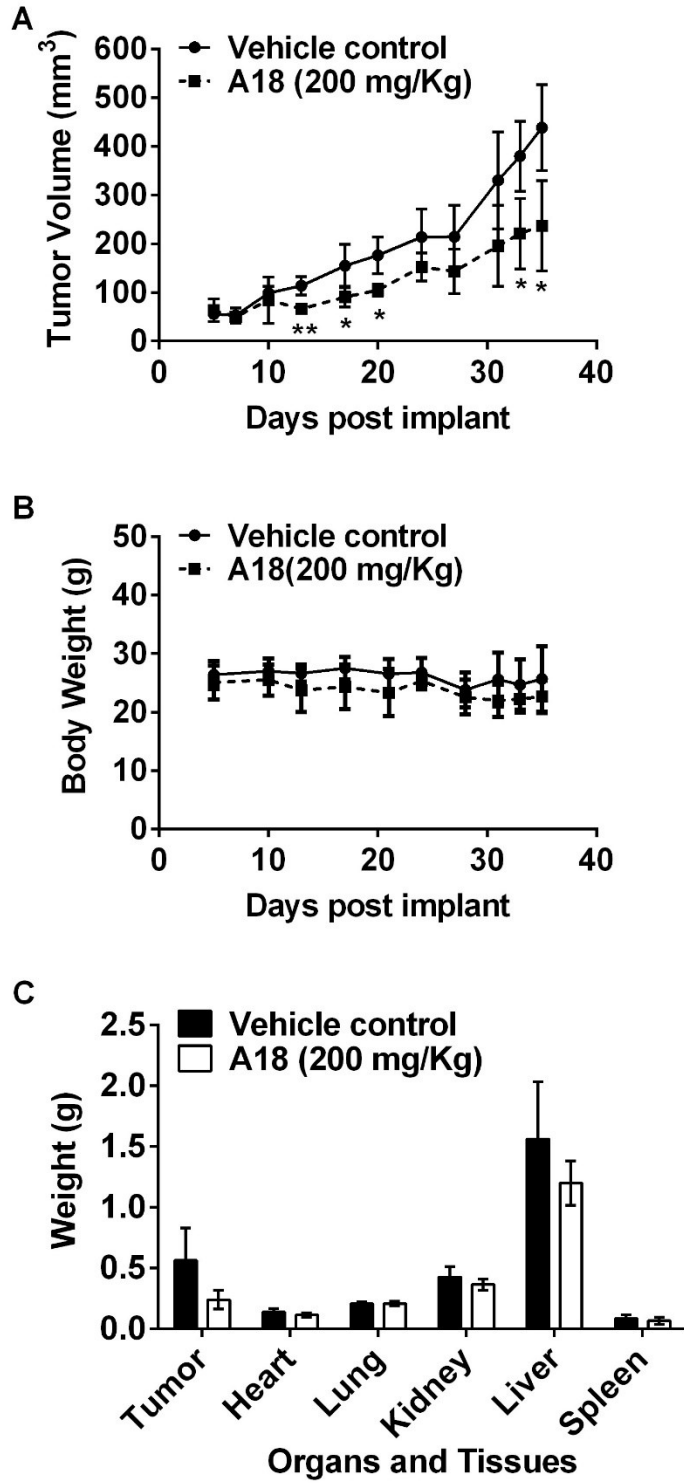 A
Vehicle control
A18 (200 mg/Kg)
Tumor Volume (mm³)
600
500
400
300
200
100
0
** * * * *
0 10 20 30 40
Days post implant
B
Vehicle control
A18(200 mg/Kg)
Body Weight (g)
50
40
30
20
10
0
0 10 20 30 40
Days post implant
C
Vehicle control
A18 (200 mg/Kg)
Weight (g)
2.5
2.0
1.5
1.0
0.5
0.0
Tumor Heart Lung Kidney Liver Spleen
Organs and Tissues